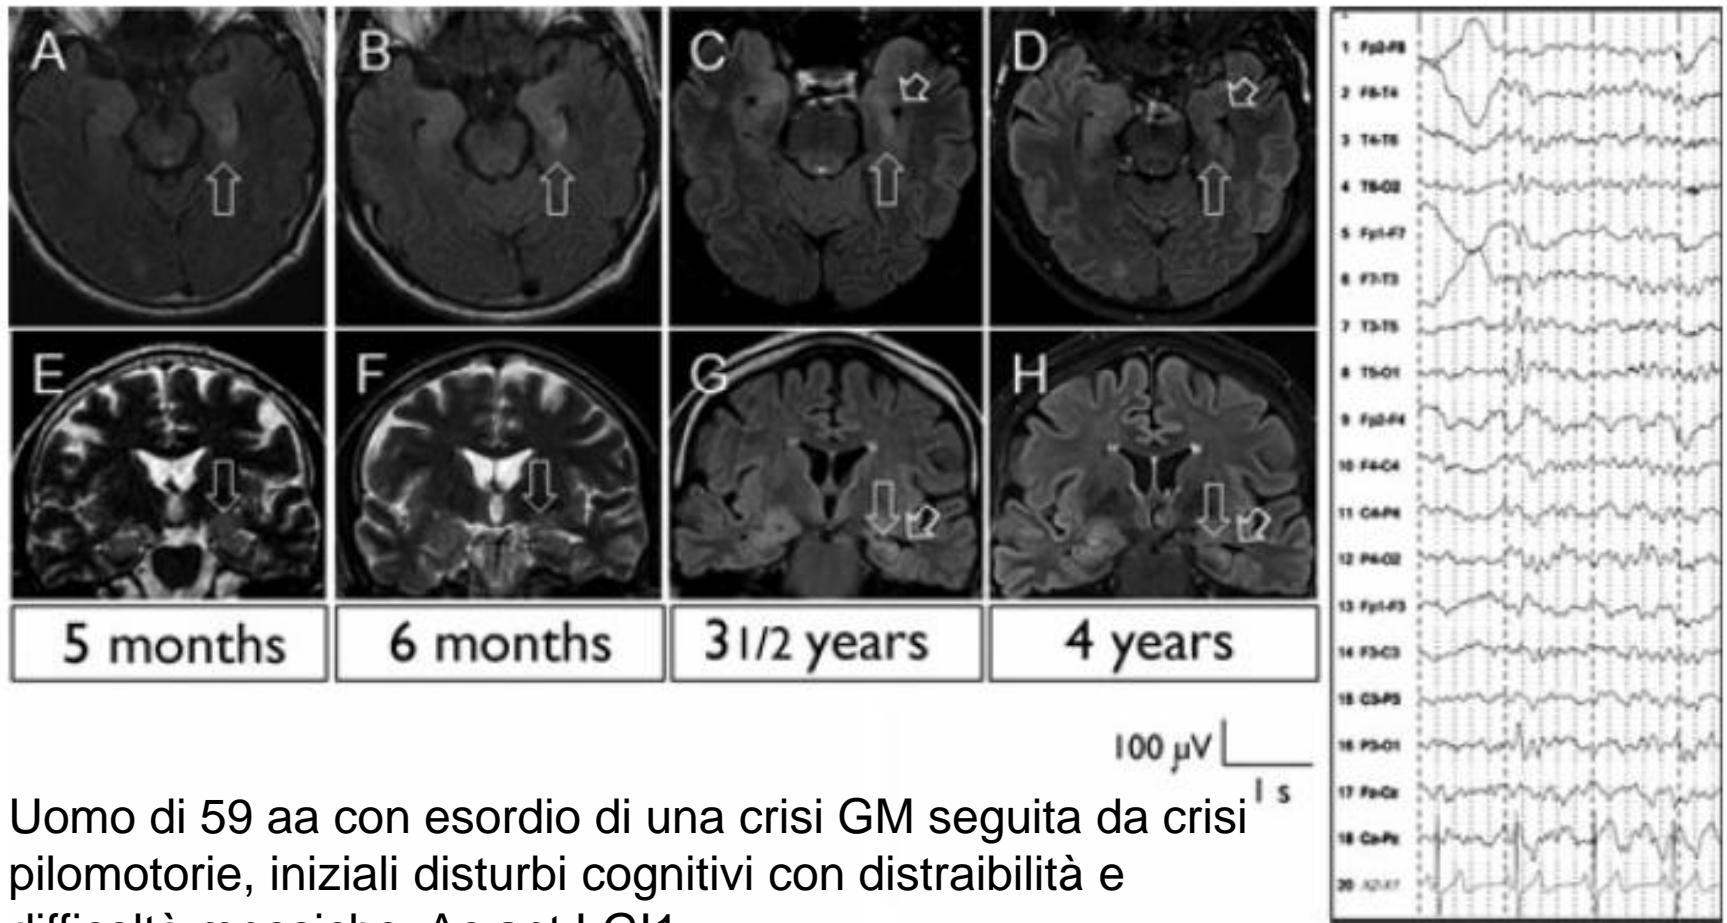 A
B
C
D
E
F
G
H
5 months
6 months
3 1/2 years
4 years
100 µV
1 s
1 Fp2-F8
2 F8-T4
3 T4-T6
4 T6-O2
5 Fp1-F7
6 F7-T3
7 T3-T5
8 T5-O1
9 Fp2-F4
10 F4-C4
11 C4-P4
12 P4-O2
13 Fp1-F3
14 F3-C3
15 C3-P3
16 P3-O1
17 Fz-Cz
18 Cz-Pz
20
Uomo di 59 aa con esordio di una crisi GM seguita da crisi
pilomotorie, iniziali disturbi cognitivi con distraibilità e